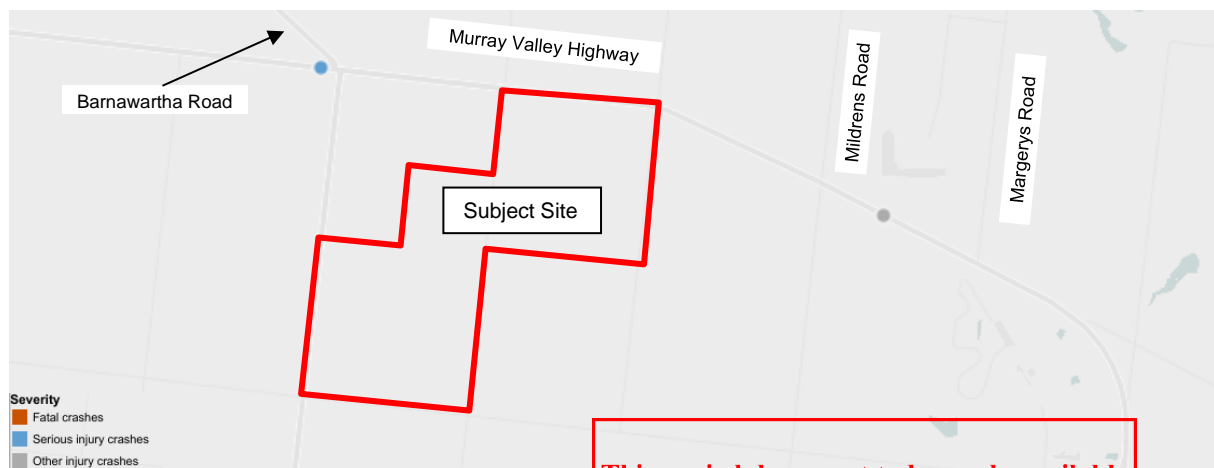 Murray Valley Highway
Barnawartha Road
Mildrens Road
Margerys Road
Subject Site
Severity
Fatal crashes
Serious injury crashes
Other injury crashes